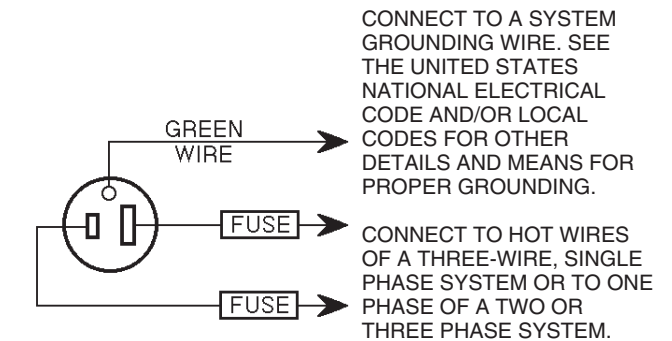 CONNECT TO A SYSTEM
GROUNDING WIRE. SEE
THE UNITED STATES
NATIONAL ELECTRICAL
CODE AND/OR LOCAL
CODES FOR OTHER
DETAILS AND MEANS FOR
PROPER GROUNDING.
GREEN
WIRE
FUSE
CONNECT TO HOT WIRES
OF A THREE-WIRE, SINGLE
PHASE SYSTEM OR TO ONE
PHASE OF A TWO OR
THREE PHASE SYSTEM.
FUSE